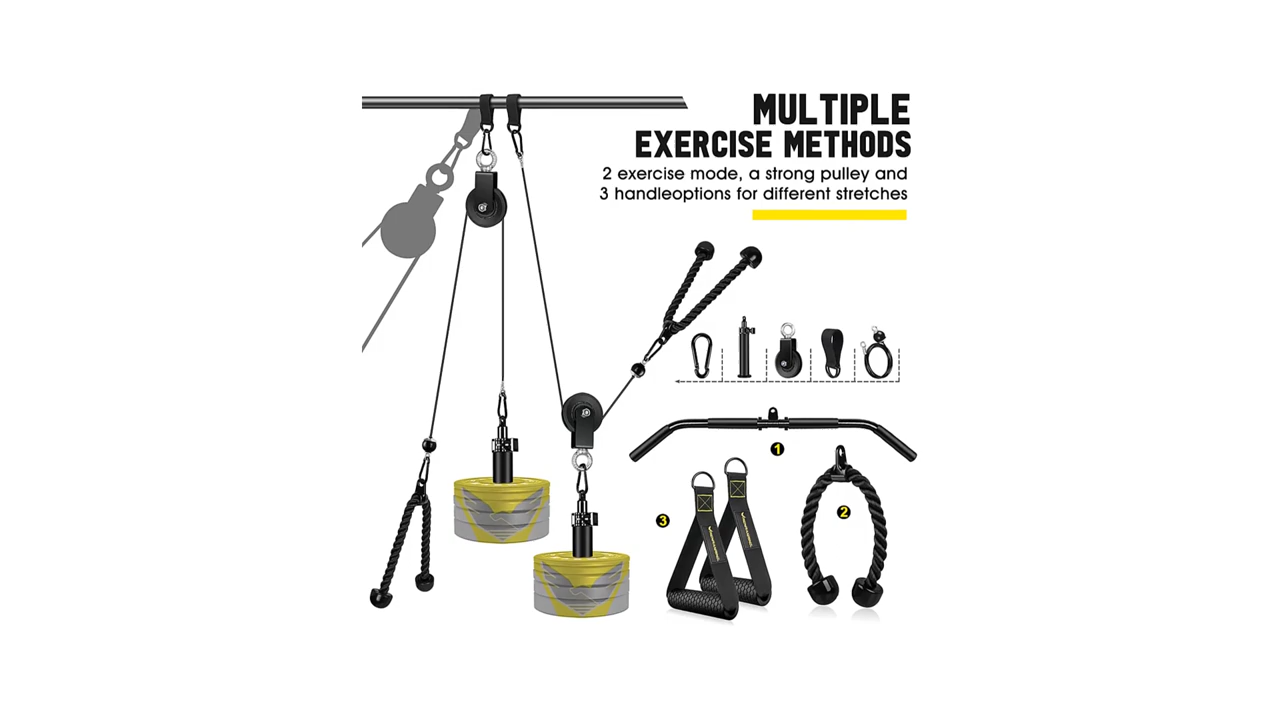 MULTIPLE
EXERCISE METHODS
2 exercise mode, a strong pulley and
3 handleoptions for different stretches
1
2
3